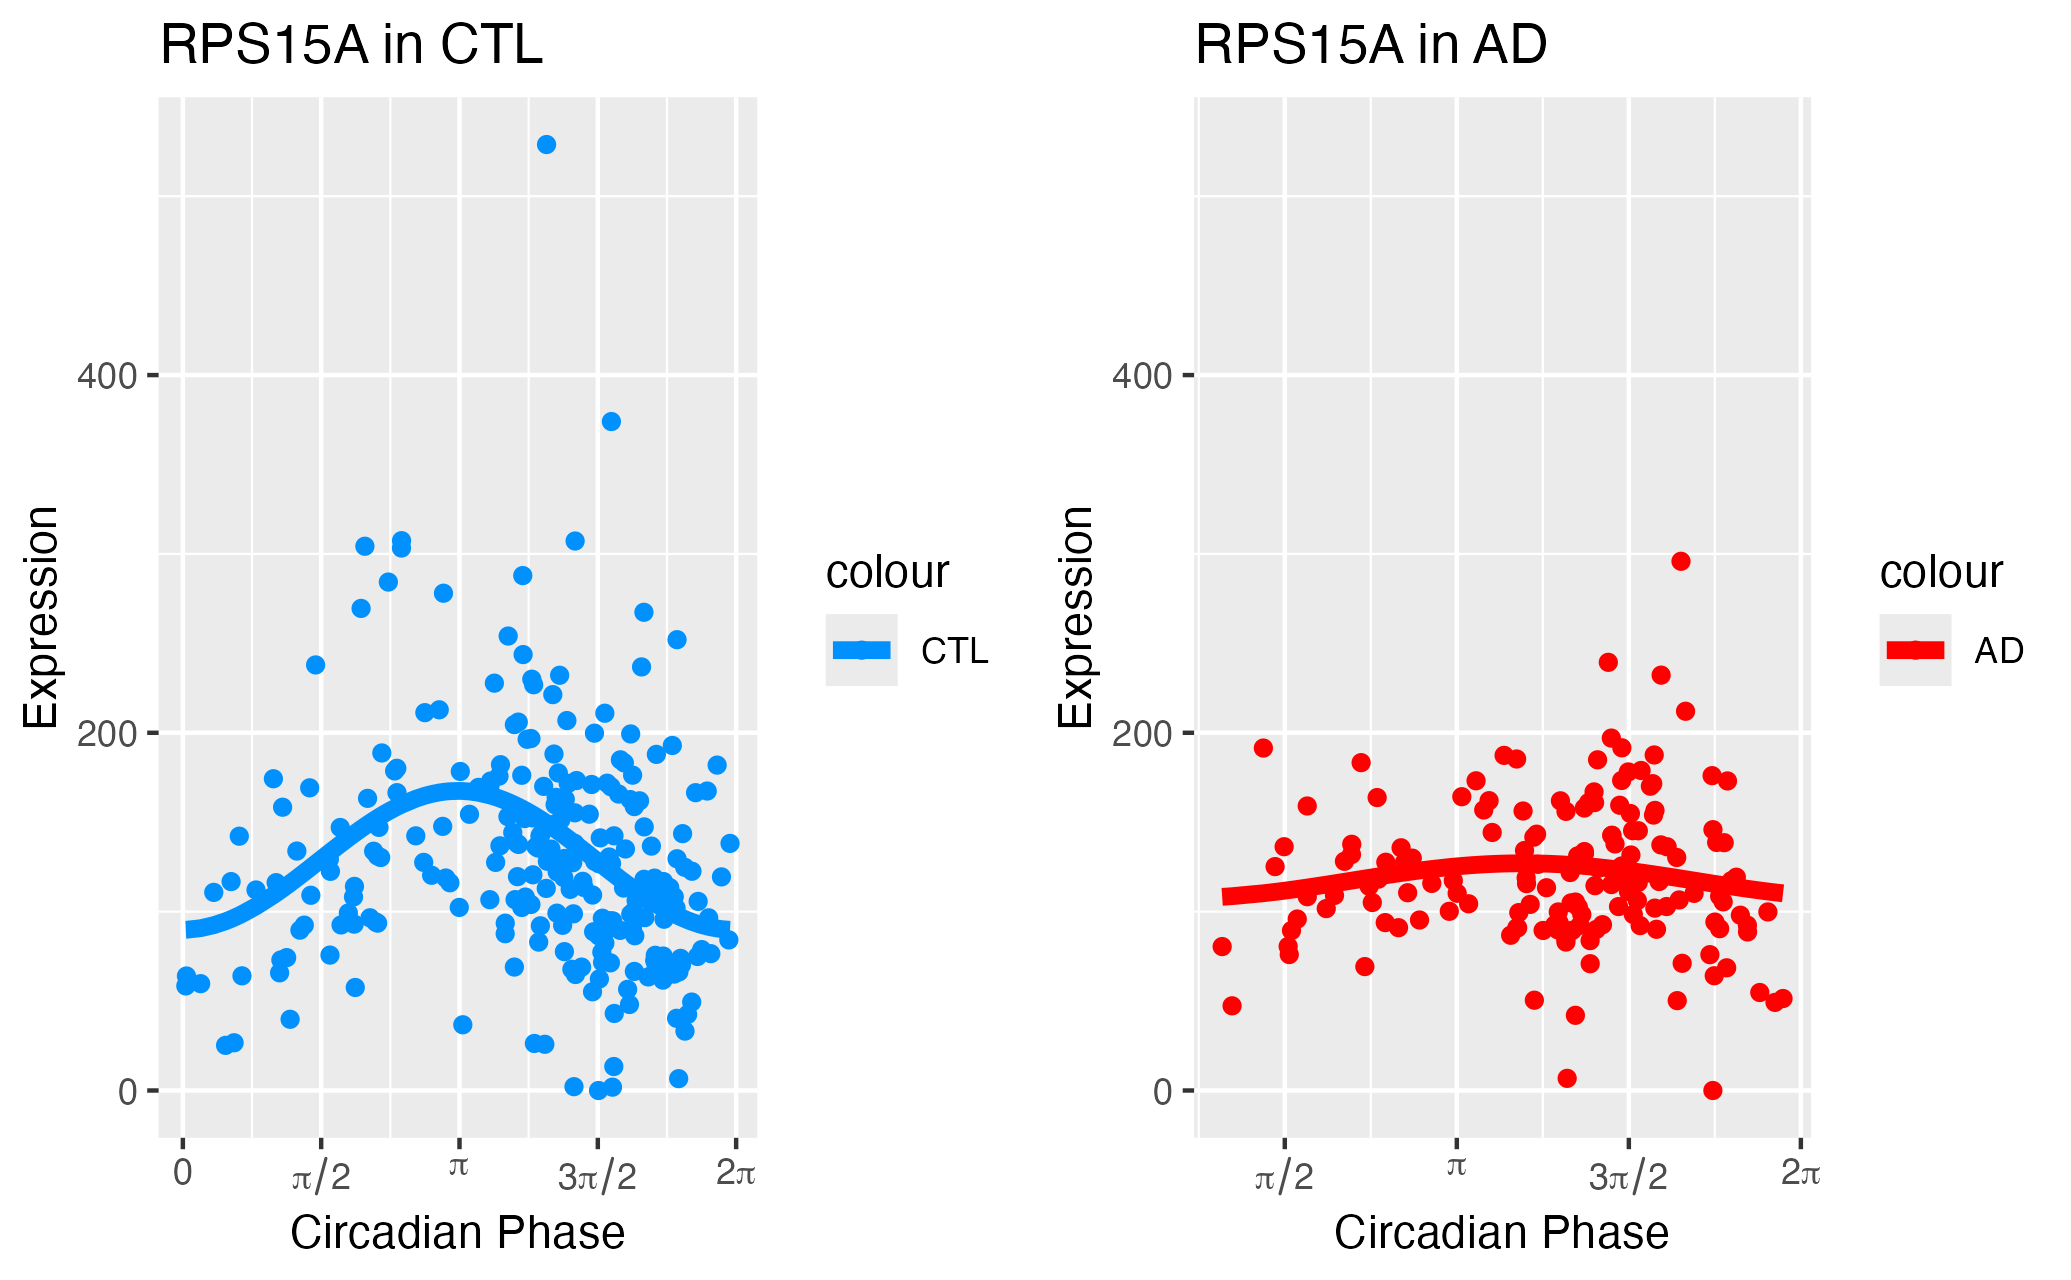 RPS15A in CTL
Expression
400
200
0
0 π/2 π 3π/2 2π
Circadian Phase
colour
CTL
RPS15A in AD
Expression
400
200
0
π/2 π 3π/2 2π
Circadian Phase
colour
AD